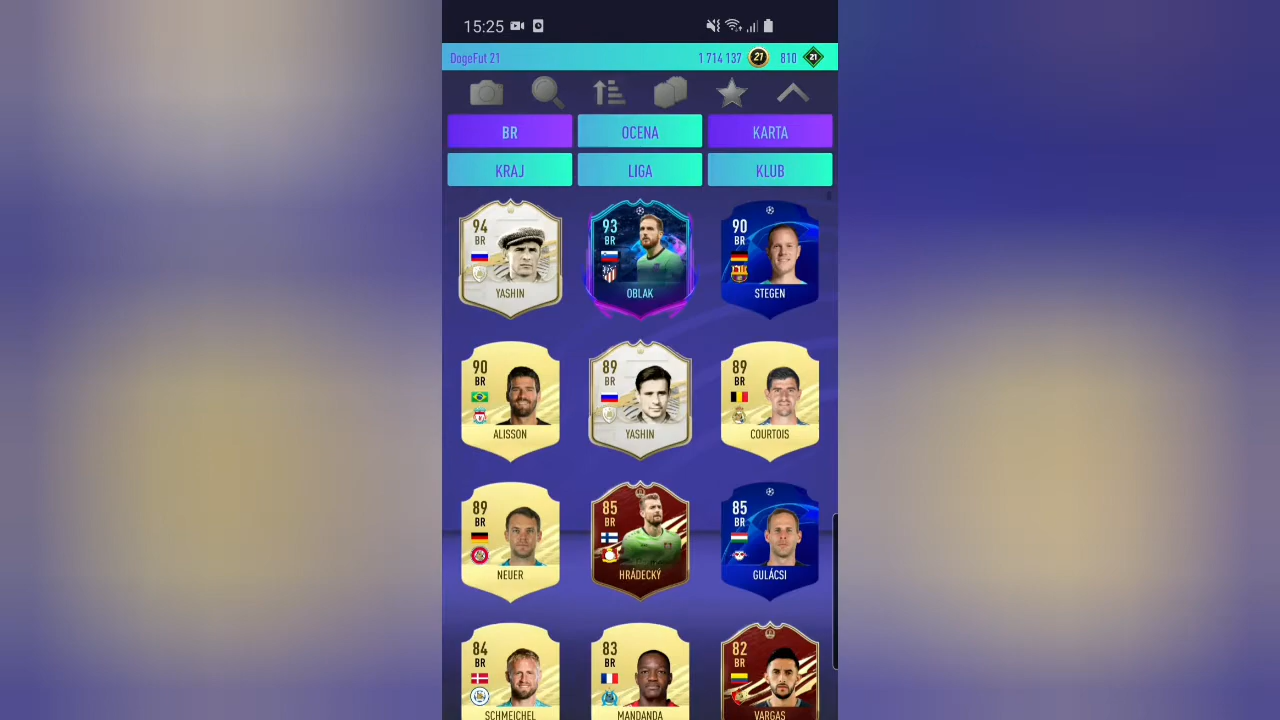 15:25
DogeFut 21 1 714 137 21 810 21
BR OCENA KARTA
KRAJ LIGA KLUB
94 93 90
BR BR BR
YASHIN OBLAK STEGEN
90 89 89
BR BR BR
ALISSON YASHIN COURTOIS
89 85 85
BR BR BR
NEUER HRÁDECKÝ GULÁCSI
84 83 82
BR BR BR
SCHMEICHEL MANDANDA VARGAS